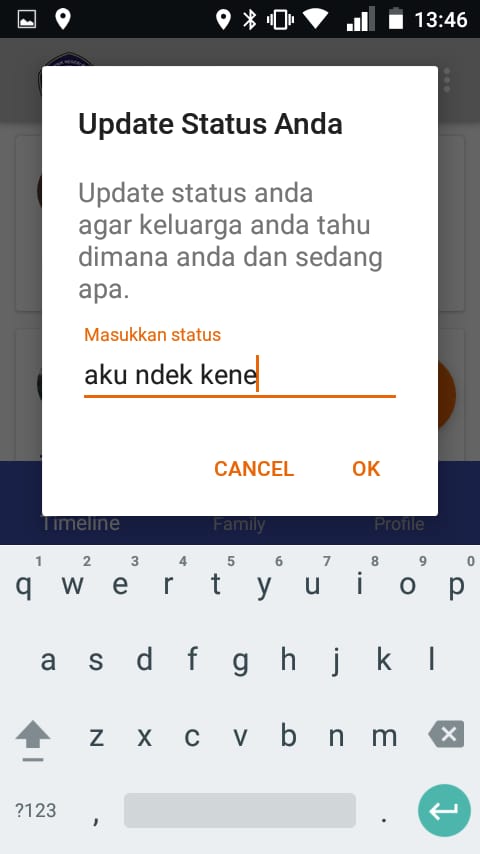 13:46
Update Status Anda
Update status anda
agar keluarga anda tahu
dimana anda dan sedang
apa.
Masukkan status
aku ndek kene
CANCEL OK
Timeline Family Profile
1 2 3 4 5 6 7 8 9 0
q w e r t y u i o p
a s d f g h j k l
z x c v b n m
?123 , .